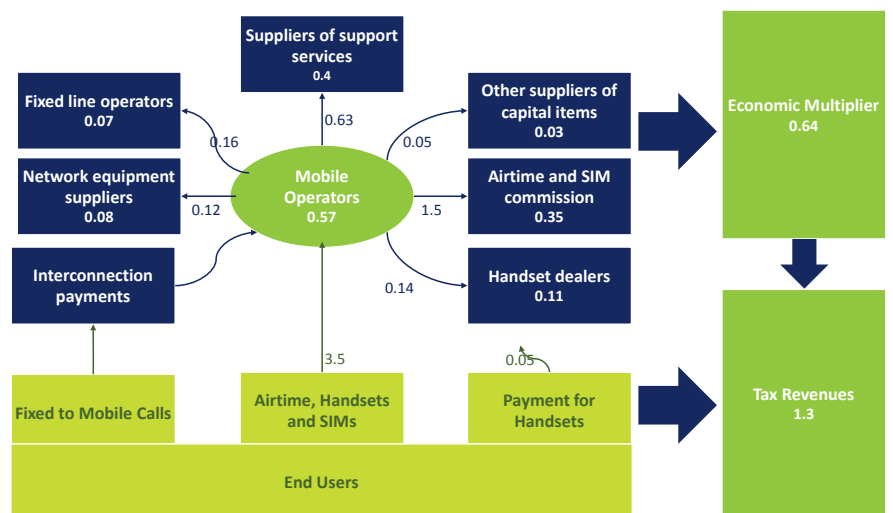 Suppliers of support
services
0.4
Fixed line operators
0.07
Other suppliers of
capital items
0.03
Economic Multiplier
0.64
0.63
0.16
0.05
Network equipment
suppliers
0.08
Mobile
Operators
0.57
Airtime and SIM
commission
0.35
0.12
1.5
Interconnection
payments
Handset dealers
0.11
0.14
3.5
0.05
Fixed to Mobile Calls
Airtime, Handsets
and SIMs
Payment for
Handsets
Tax Revenues
1.3
End Users